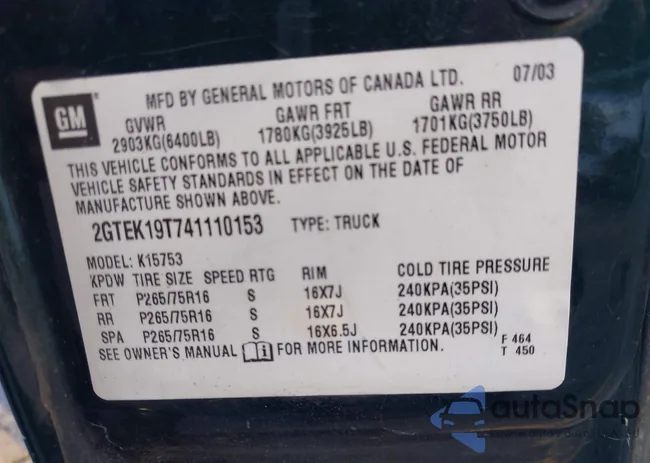 GM
MFD BY GENERAL MOTORS OF CANADA LTD. 07/03
GVWR GAWR FRT GAWR RR
2903KG(6400LB) 1780KG(3925LB) 1701KG(3750LB)
THIS VEHICLE CONFORMS TO ALL APPLICABLE U.S. FEDERAL MOTOR
VEHICLE SAFETY STANDARDS IN EFFECT ON THE DATE OF
MANUFACTURE SHOWN ABOVE.
2GTEK19T741110153 TYPE: TRUCK
MODEL: K15753
KPDW TIRE SIZE SPEED RTG RIM COLD TIRE PRESSURE
FRT P265/75R16 S 16X7J 240KPA(35PSI)
RR P265/75R16 S 16X7J 240KPA(35PSI)
SPA P265/75R16 S 16X6.5J 240KPA(35PSI)
SEE OWNER'S MANUAL FOR MORE INFORMATION.
F 464
T 450
autoSnap